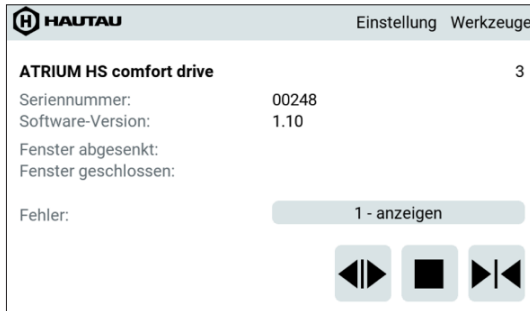 HAUTAU Einstellung Werkzeuge
ATRIUM HS comfort drive 3
Seriennummer: 00248
Software-Version: 1.10
Fenster abgesenkt:
Fenster geschlossen:
Fehler: 1 - anzeigen